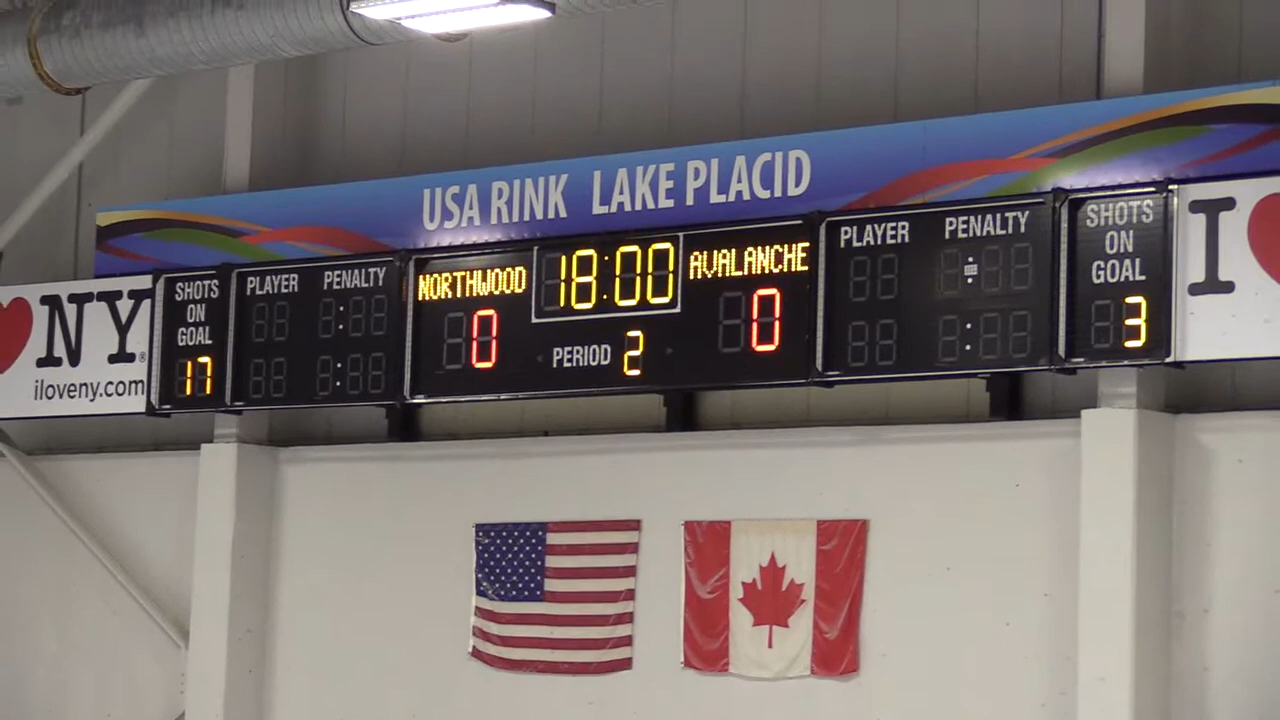 USA RINK LAKE PLACID
NY®
iloveny.com
SHOTS
ON
GOAL
17
PLAYER PENALTY
NORTHWOOD
0
18:00
PERIOD 2
AVALANCHE
0
PLAYER PENALTY
SHOTS
ON
GOAL
3
I